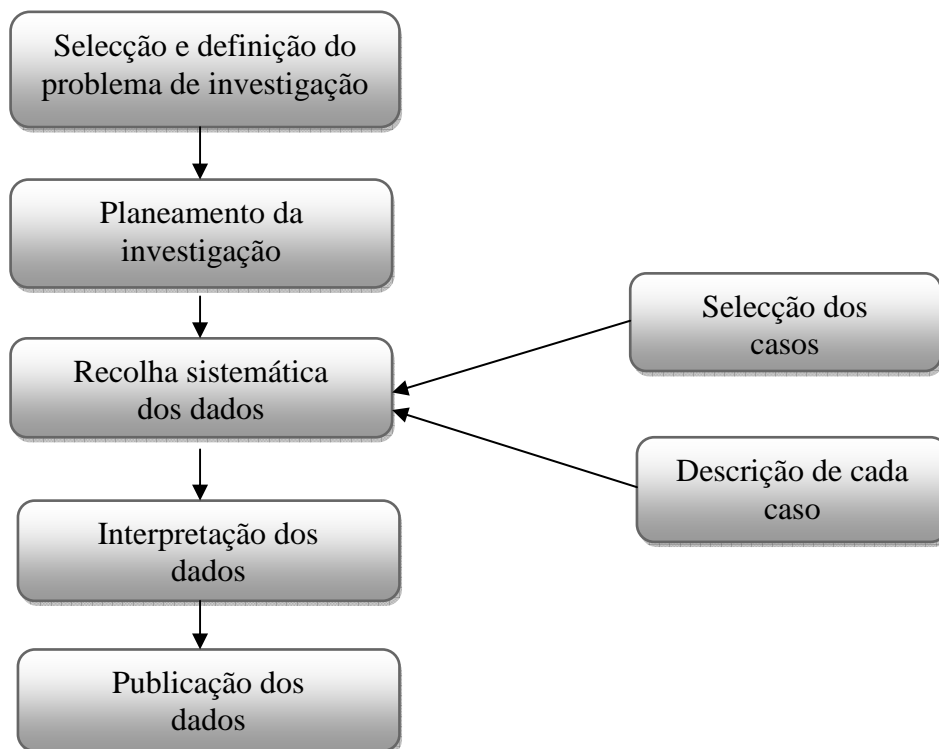 Selecção e definição do
problema de investigação
Planeamento da
investigação
Recolha sistemática
dos dados
Selecção dos
casos
Descrição de cada
caso
Interpretação dos
dados
Publicação dos
dados